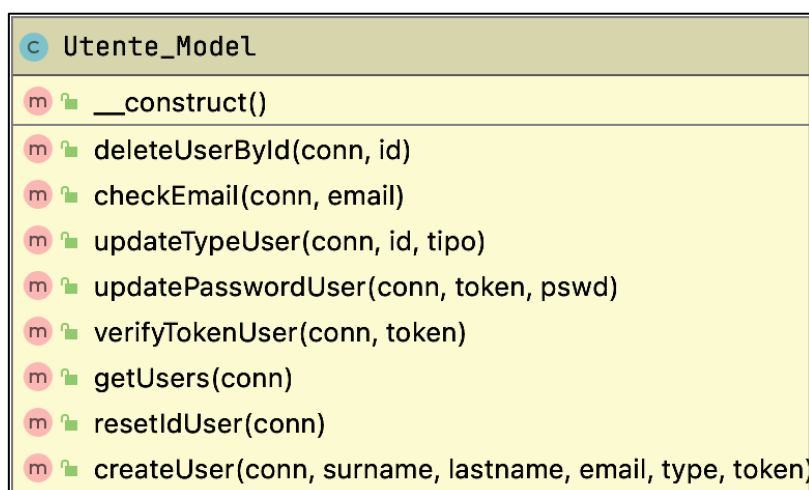 c Utente_Model
m __construct()
m deleteUserById(conn, id)
m checkEmail(conn, email)
m updateTypeUser(conn, id, tipo)
m updatePasswordUser(conn, token, pswd)
m verifyTokenUser(conn, token)
m getUsers(conn)
m resetIdUser(conn)
m createUser(conn, surname, lastname, email, type, token)